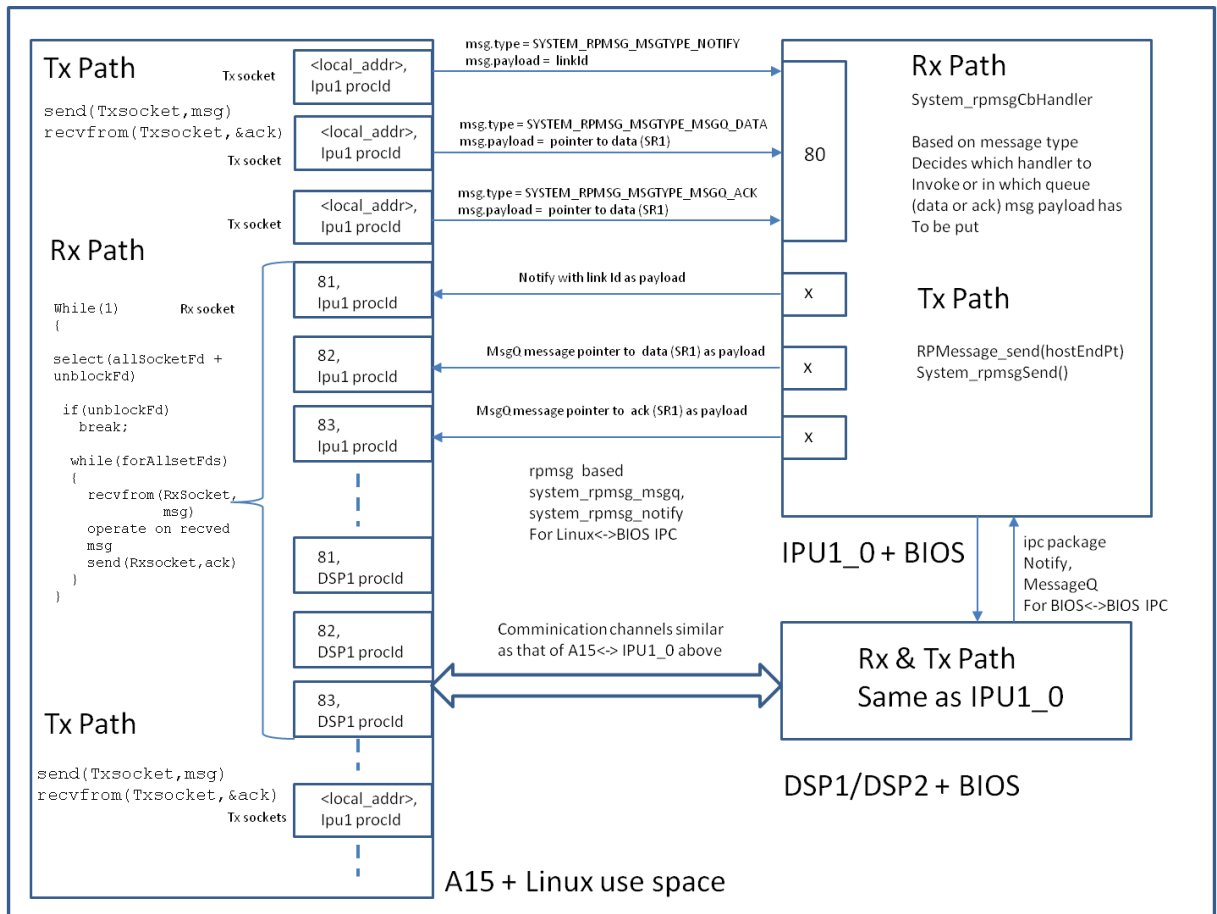 Tx Path
Tx socket
send(Txsocket,msg)
recvfrom(Txsocket,&ack)
Tx socket
Tx socket
<local_addr>,
Ipu1 procId
<local_addr>,
Ipu1 procId
<local_addr>,
Ipu1 procId
msg.type = SYSTEM_RPMSG_MSGTYPE_NOTIFY
msg.payload = linkId
msg.type = SYSTEM_RPMSG_MSGTYPE_MSGQ_DATA
msg.payload = pointer to data (SR1)
msg.type = SYSTEM_RPMSG_MSGTYPE_MSGQ_ACK
msg.payload = pointer to data (SR1)
80
Rx Path
System_rpmsgCbHandler
Based on message type
Decides which handler to
Invoke or in which queue
(data or ack) msg payload has
To be put
Rx Path
While(1)
{
Rx socket
select(allSocketFd +
unblockFd)
if(unblockFd)
break;
while(forAllsetFds)
{
recvfrom(RxSocket,
msg)
operate on recved
msg
send(Rxsocket,ack)
}
}
81,
Ipu1 procId
82,
Ipu1 procId
83,
Ipu1 procId
81,
DSP1 procId
82,
DSP1 procId
83,
DSP1 procId
Notify with link Id as payload
MsgQ message pointer to data (SR1) as payload
MsgQ message pointer to ack (SR1) as payload
X
X
X
Tx Path
RPMessage_send(hostEndPt)
System_rpmsgSend()
rpmsg based
system_rpmsg_msgq,
system_rpmsg_notify
For Linux<->BIOS IPC
IPU1_0 + BIOS
ipc package
Notify,
MessageQ
For BIOS<->BIOS IPC
Comminication channels similar
as that of A15<-> IPU1_0 above
Rx & Tx Path
Same as IPU1_0
DSP1/DSP2 + BIOS
Tx Path
send(Txsocket,msg)
recvfrom(Txsocket,&ack)
Tx sockets
<local_addr>,
Ipu1 procId
A15 + Linux use space